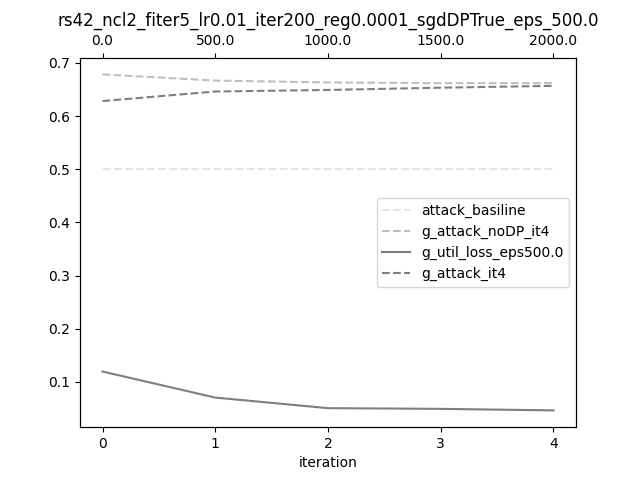 rs42_ncl2_fiter5_lr0.01_iter200_reg0.0001_sgdDPTrue_eps_500.0
0.0 500.0 1000.0 1500.0 2000.0
0.7
0.6
0.5
0.4
0.3
0.2
0.1
attack_basiline
g_attack_noDP_it4
g_util_loss_eps500.0
g_attack_it4
0 1 2 3 4
iteration